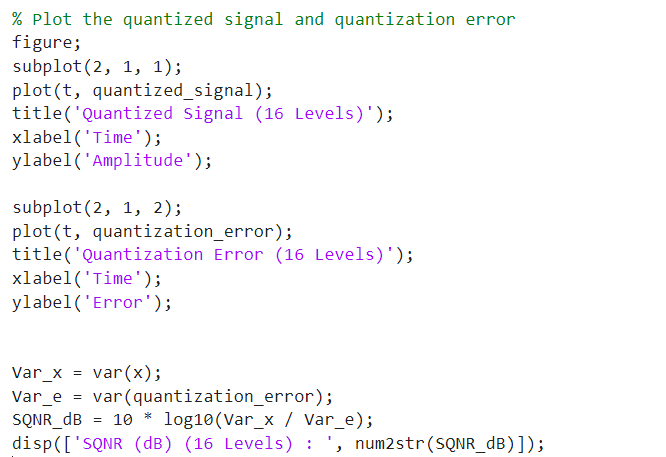 % Plot the quantized signal and quantization error
figure;
subplot(2, 1, 1);
plot(t, quantized_signal);
title('Quantized Signal (16 Levels)');
xlabel('Time');
ylabel('Amplitude');
subplot(2, 1, 2);
plot(t, quantization_error);
title('Quantization Error (16 Levels)');
xlabel('Time');
ylabel('Error');
Var_x = var(x);
Var_e = var(quantization_error);
SQNR_dB = 10 * log10(Var_x / Var_e);
disp(['SQNR (dB) (16 Levels) : ', num2str(SQNR_dB)]);